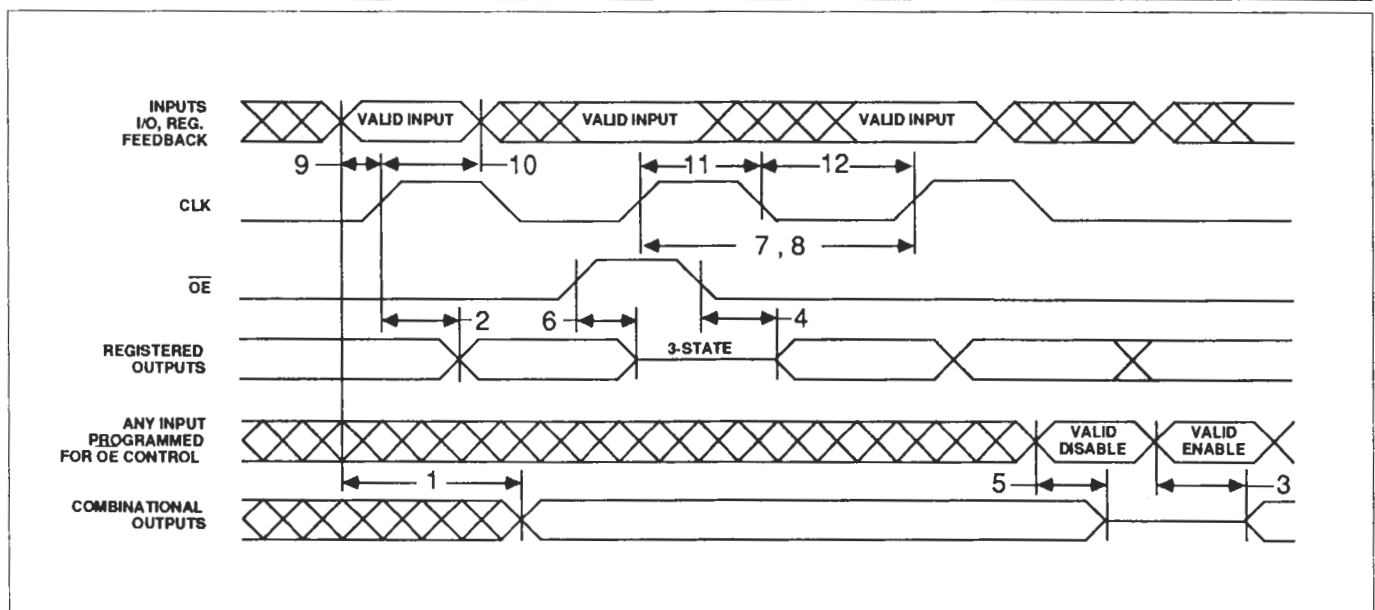 INPUTS
I/O, REG.
FEEDBACK
VALID INPUT
VALID INPUT
VALID INPUT
9
10
11
12
CLK
7 , 8
OE
2
6
4
REGISTERED
OUTPUTS
3-STATE
ANY INPUT
PROGRAMMED
FOR OE CONTROL
VALID
DISABLE
VALID
ENABLE
1
5
3
COMBINATIONAL
OUTPUTS